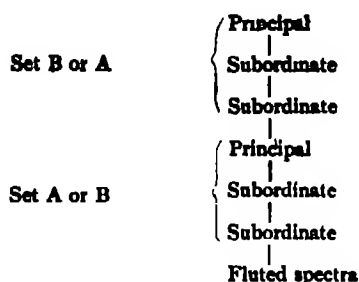 Principal
Set B or A Subordinate
Subordinate
Principal
Set A or B Subordinate
Subordinate
Fluted spectra